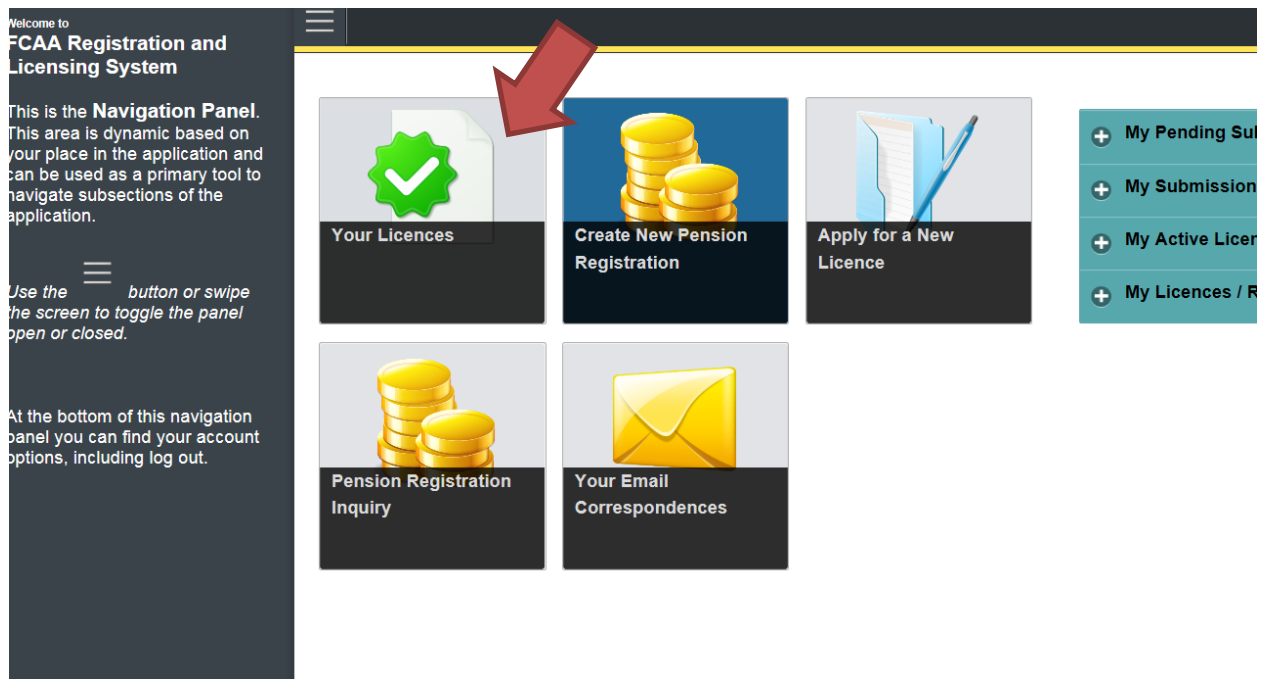 Welcome to
FCAA Registration and
Licensing System
This is the Navigation Panel.
This area is dynamic based on
your place in the application and
can be used as a primary tool to
navigate subsections of the
application.
Use the button or swipe
the screen to toggle the panel
open or closed.
At the bottom of this navigation
panel you can find your account
options, including log out.
Your Licences
Create New Pension
Registration
Apply for a New
Licence
Pension Registration
Inquiry
Your Email
Correspondences
My Pending
My Submission
My Active
My Licences /